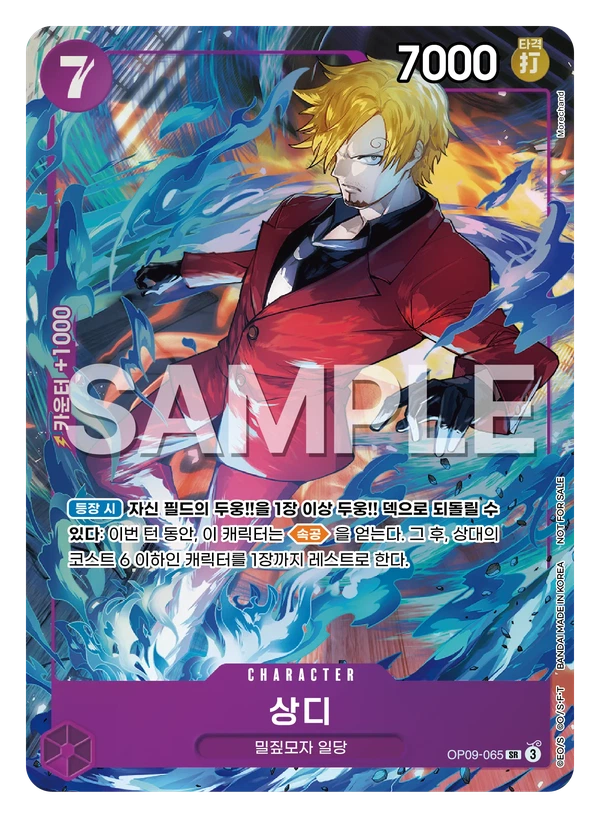 7
7000
타격
打
Morechand
카운터 +1000
SAMPLE
등장 시 자신 필드의 두웅!!을 1장 이상 두웅!! 덱으로 되돌릴 수
있다: 이번 턴 동안, 이 캐릭터는 속공 을 얻는다. 그 후, 상대의
코스트 6 이하인 캐릭터를 1장까지 레스트로 한다.
CHARACTER
상디
밀짚모자 일당
OP09-065 SR 3
©EO/S ©O/S·F·T BANDAI MADE IN KOREA NOT FOR SALE